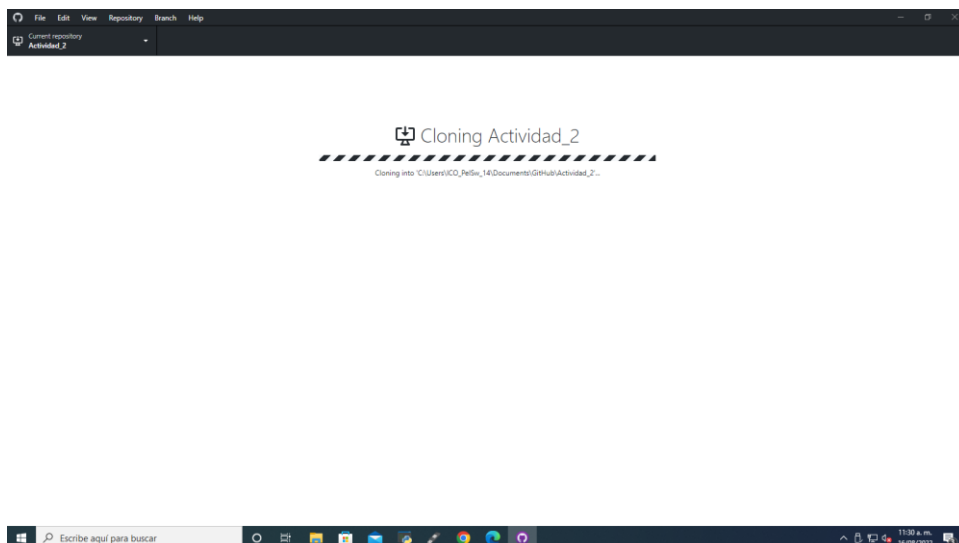 File Edit View Repository Branch Help
Current repository
Actividad_2
Cloning Actividad_2
Cloning into 'C:\Users\ICO_PelSw_14\Documents\GitHub\Actividad_2'...
Escribe aquí para buscar
11:30 a. m.